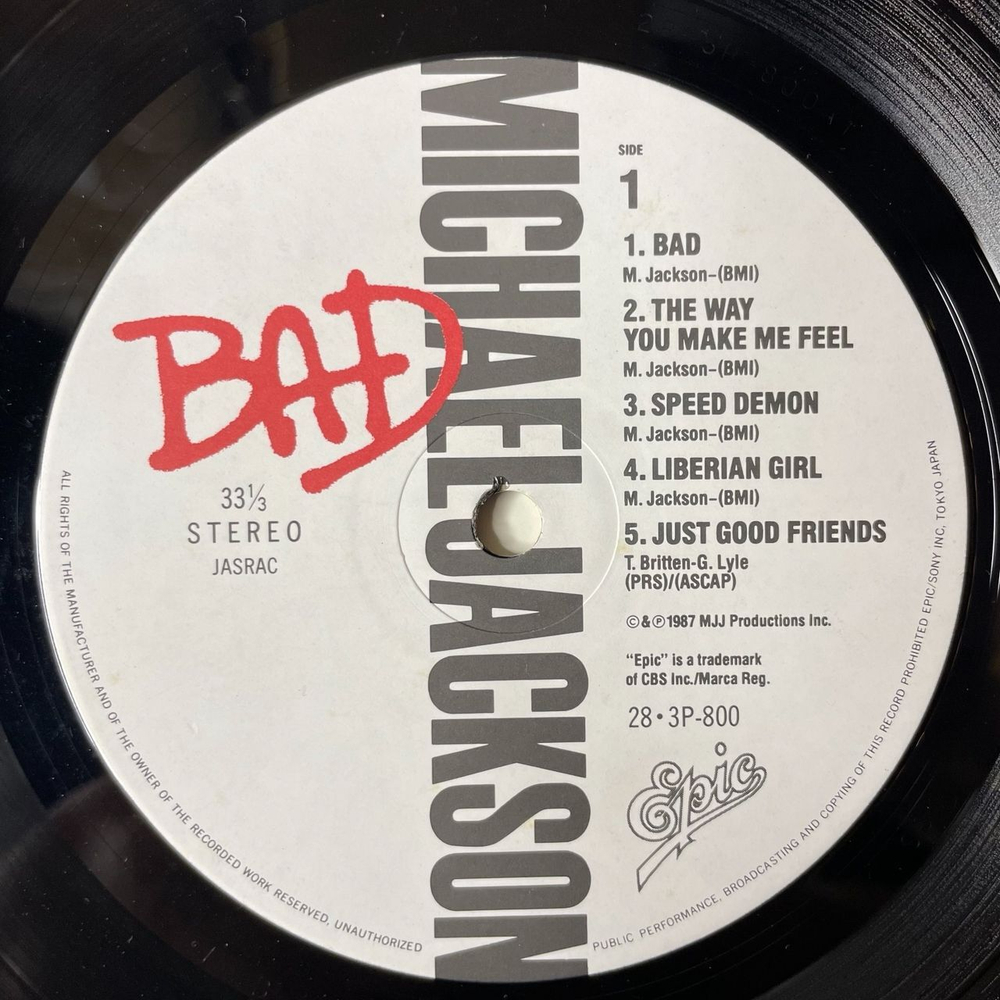 MICHAEL JACKSON
BAD
33⅓
STEREO
JASRAC
SIDE
1
1. BAD
M. Jackson-(BMI)
2. THE WAY
YOU MAKE ME FEEL
M. Jackson-(BMI)
3. SPEED DEMON
M. Jackson-(BMI)
4. LIBERIAN GIRL
M. Jackson-(BMI)
5. JUST GOOD FRIENDS
T. Britten-G. Lyle
(PRS)/(ASCAP)
©&℗1987 MJJ Productions Inc.
“Epic” is a trademark
of CBS Inc./Marca Reg.
28・3P-800
Epic
ALL RIGHTS OF THE MANUFACTURER AND OF THE OWNER OF THE RECORDED WORK RESERVED. UNAUTHORIZED
PUBLIC PERFORMANCE, BROADCASTING AND COPYING OF THIS RECORD PROHIBITED EPIC/SONY INC, TOKYO JAPAN